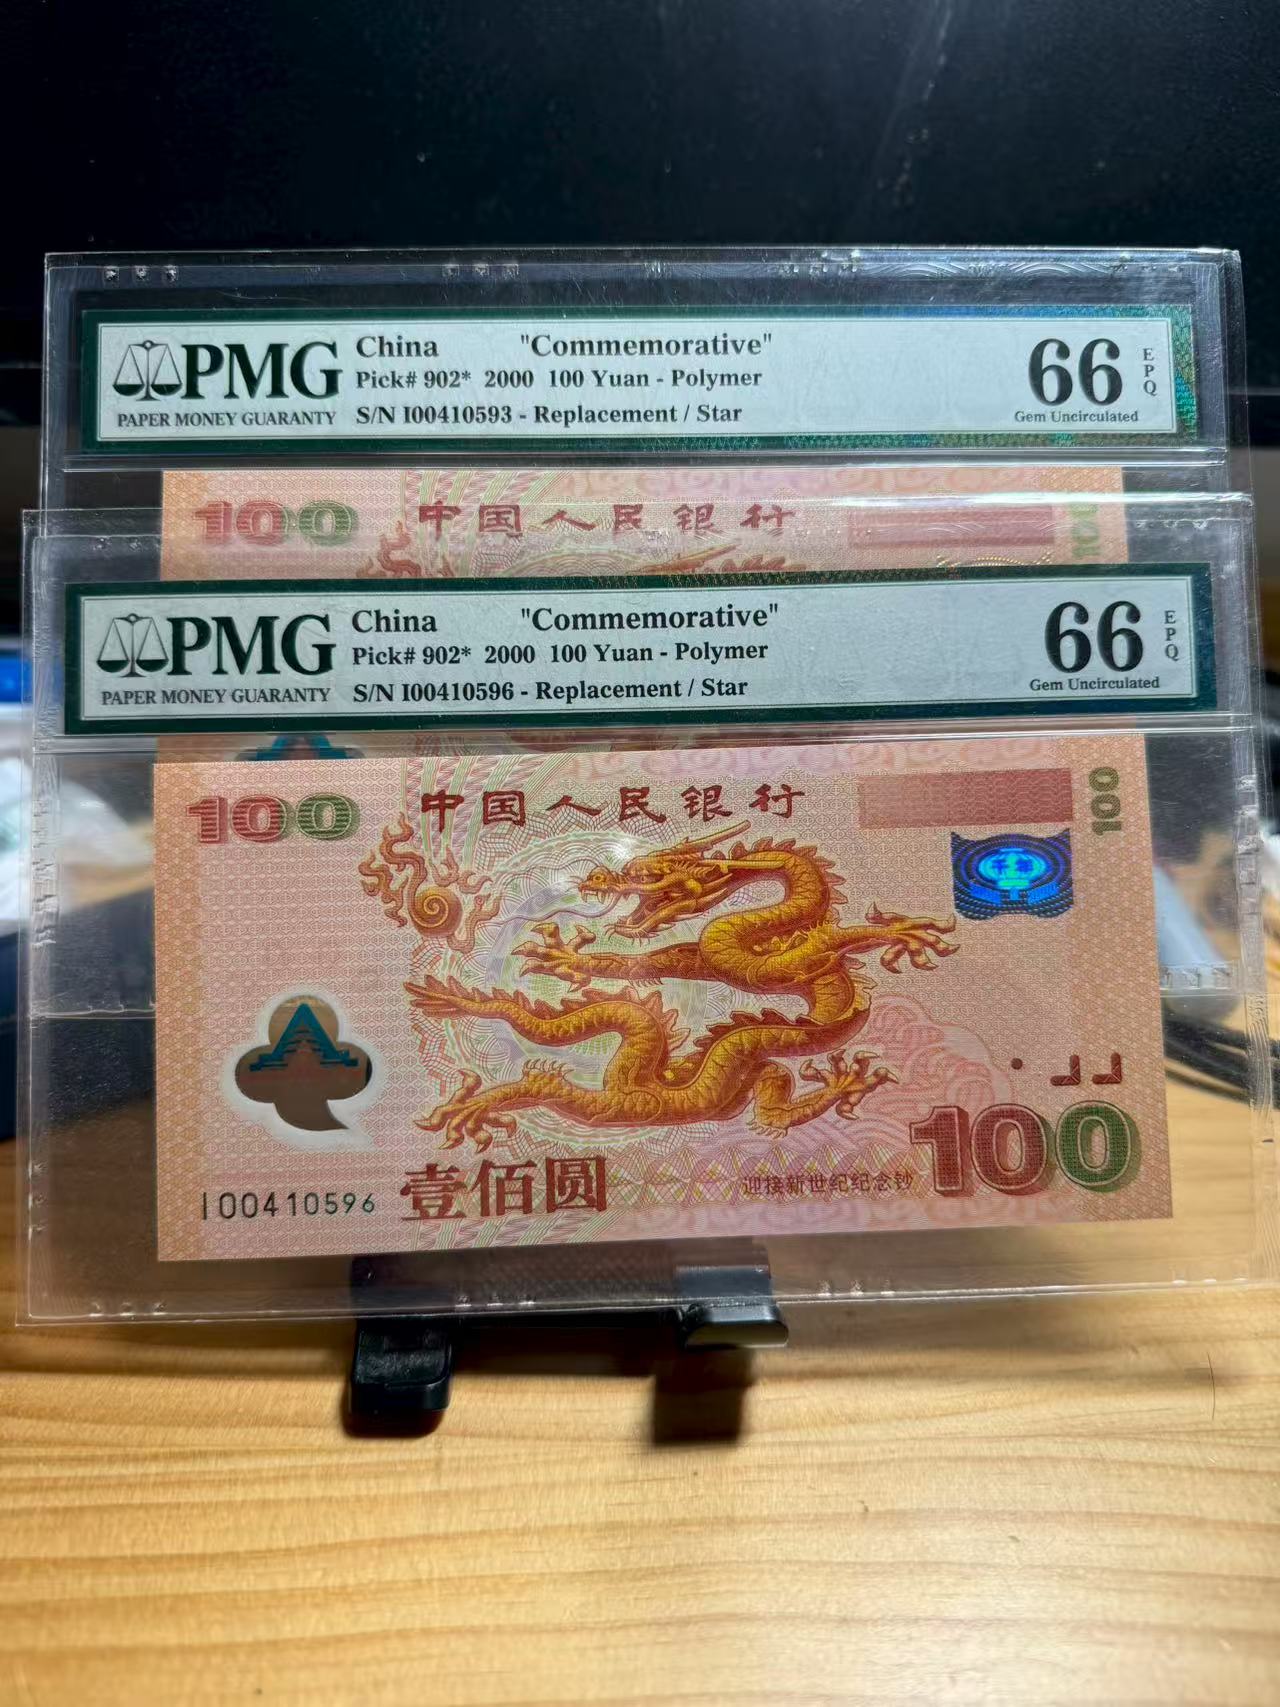 PMG
PAPER MONEY GUARANTY
China "Commemorative"
Pick# 902* 2000 100 Yuan - Polymer
S/N I00410593 - Replacement / Star
66
EPQ
Gem Uncirculated
100
中国人民银行
100
PMG
PAPER MONEY GUARANTY
China "Commemorative"
Pick# 902* 2000 100 Yuan - Polymer
S/N I00410596 - Replacement / Star
66
EPQ
Gem Uncirculated
100
中国人民银行
100
I00410596
壹佰圆
迎接新世纪纪念钞
100